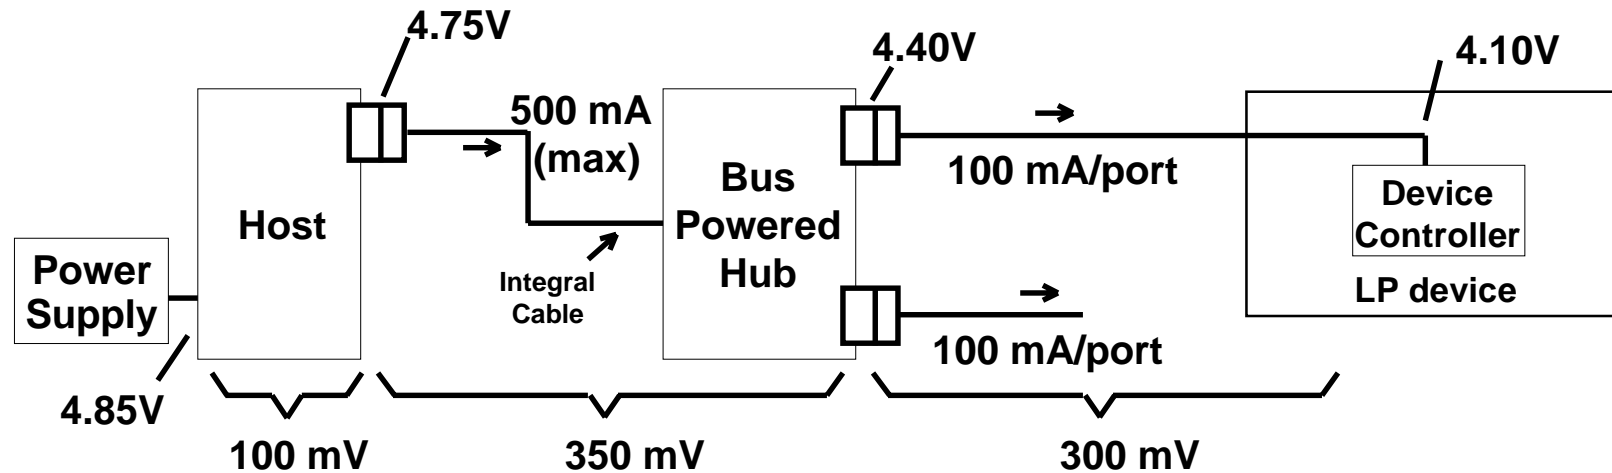 4.75V
4.40V
4.10V
500 mA
(max)
100 mA/port
Host
Bus
Powered
Hub
Device
Controller
LP device
Power
Supply
Integral
Cable
100 mA/port
4.85V
100 mV
350 mV
300 mV